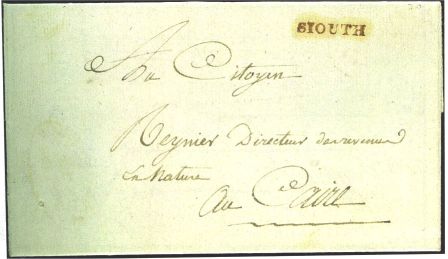 SIOUTH
Au Citoyen
Reynier Directeur des revenus
En Nature
Au Caire